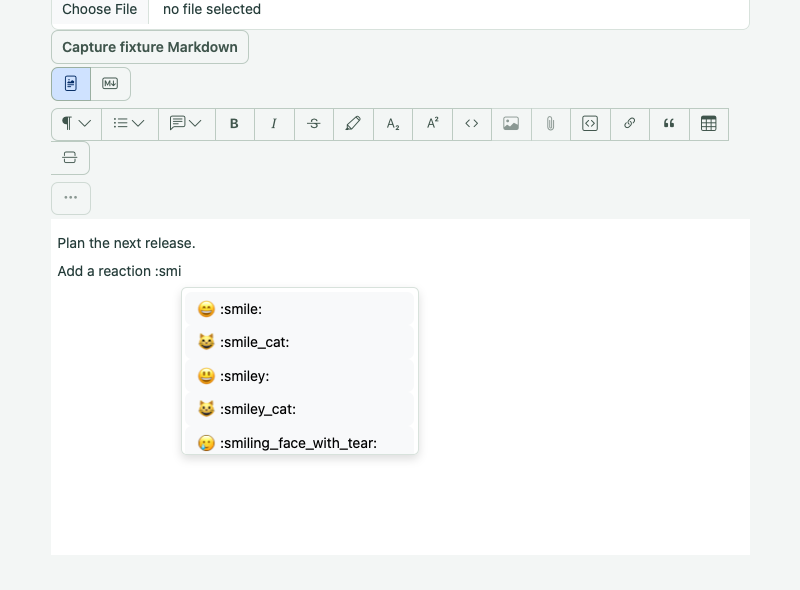 Choose File no file selected
Capture fixture Markdown
M↓
¶ B I S A₂ A²
Plan the next release.
Add a reaction :smi
😄 :smile:
😸 :smile_cat:
😃 :smiley:
😺 :smiley_cat:
🥲 :smiling_face_with_tear: